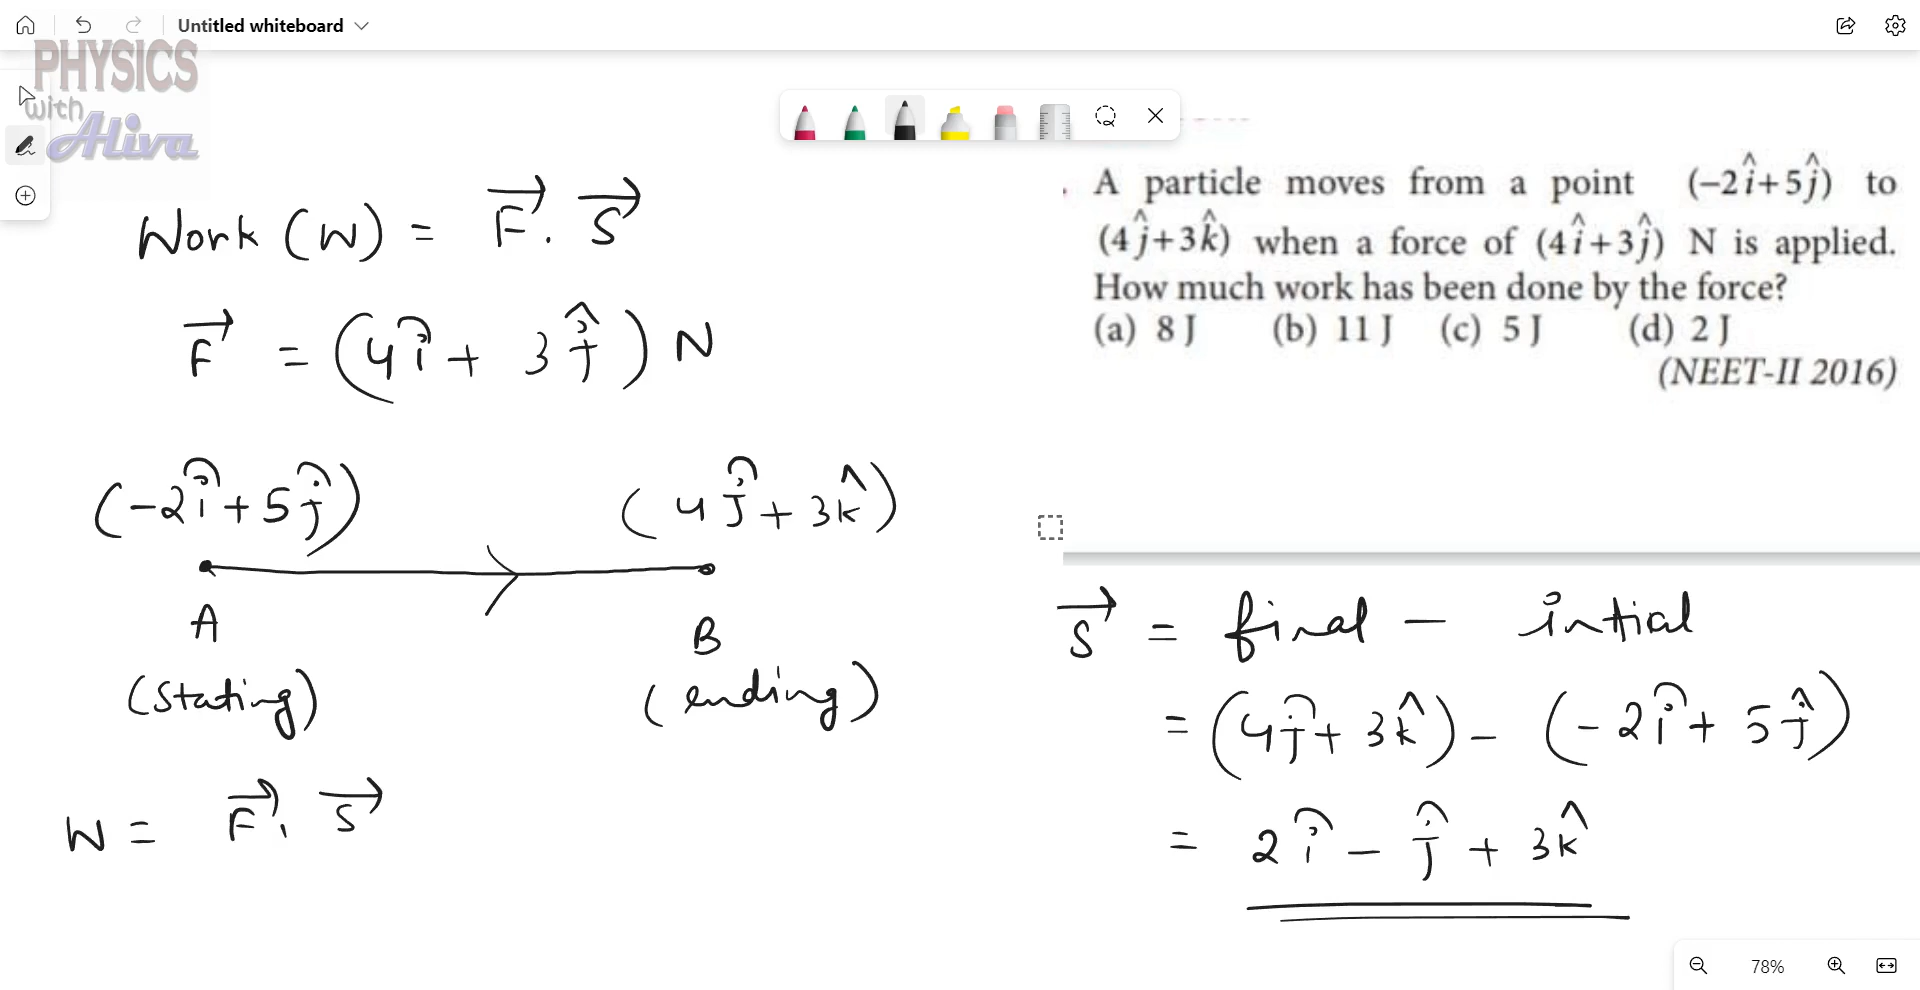 Untitled whiteboard
PHYSICS
with
Aliva
Work (W) = F⃗ . S⃗
F⃗ = (4î + 3ĵ) N
(-2î + 5ĵ)
(4ĵ + 3k̂)
A
B
(Stating)
(ending)
W = F⃗ . S⃗
A particle moves from a point (−2î+5ĵ) to
(4ĵ+3k̂) when a force of (4î+3ĵ) N is applied.
How much work has been done by the force?
(a) 8 J (b) 11 J (c) 5 J (d) 2 J
(NEET-II 2016)
S⃗ = final - intial
= (4ĵ + 3k̂) - (-2î + 5ĵ)
= 2î - ĵ + 3k̂
78%